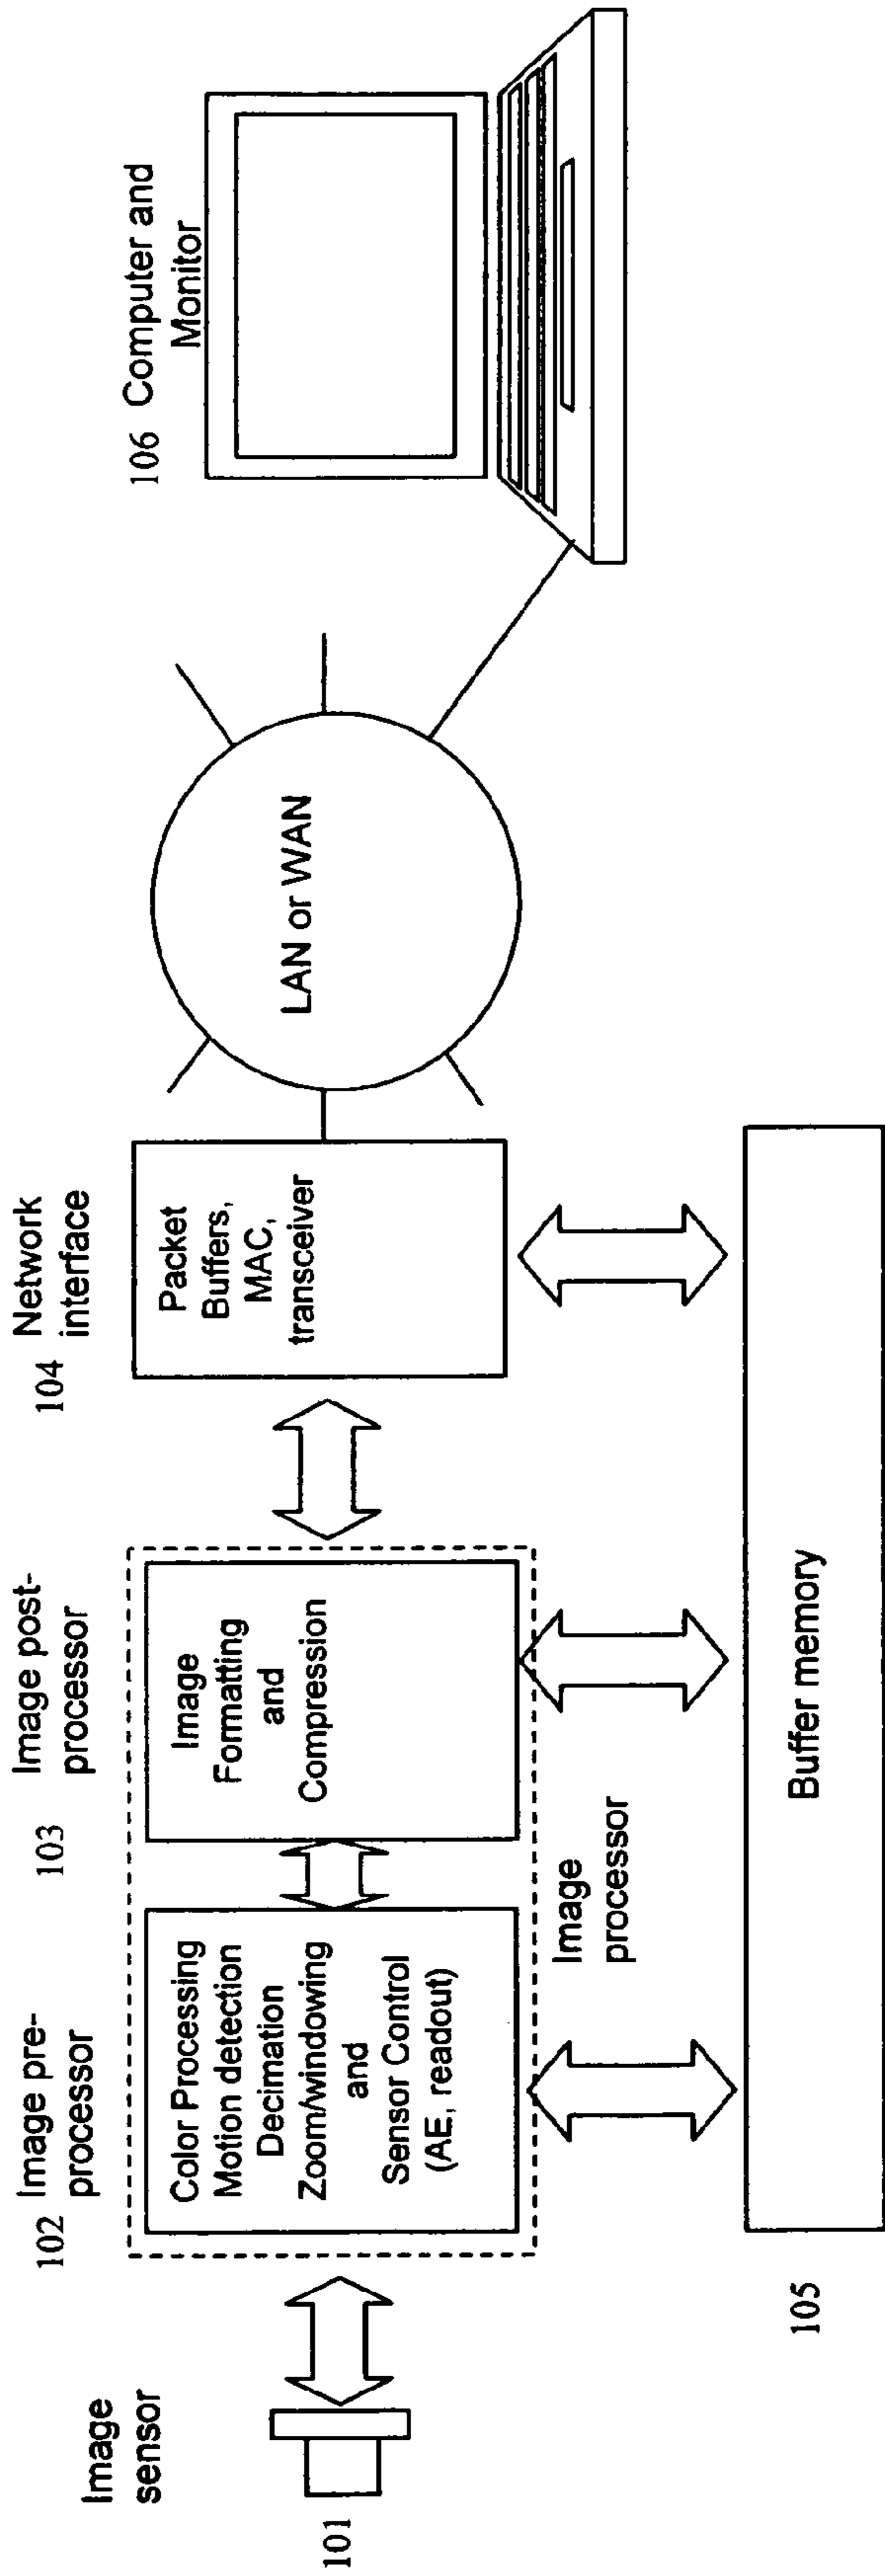 Image
sensor
101
102 Image pre-
processor
Color Processing
Motion detection
Decimation
Zoom/windowing
and
Sensor Control
(AE, readout)
103 Image post-
processor
Image
Formatting
and
Compression
Image
processor
104 Network
interface
Packet
Buffers,
MAC,
transceiver
LAN or WAN
106 Computer and
Monitor
105
Buffer memory